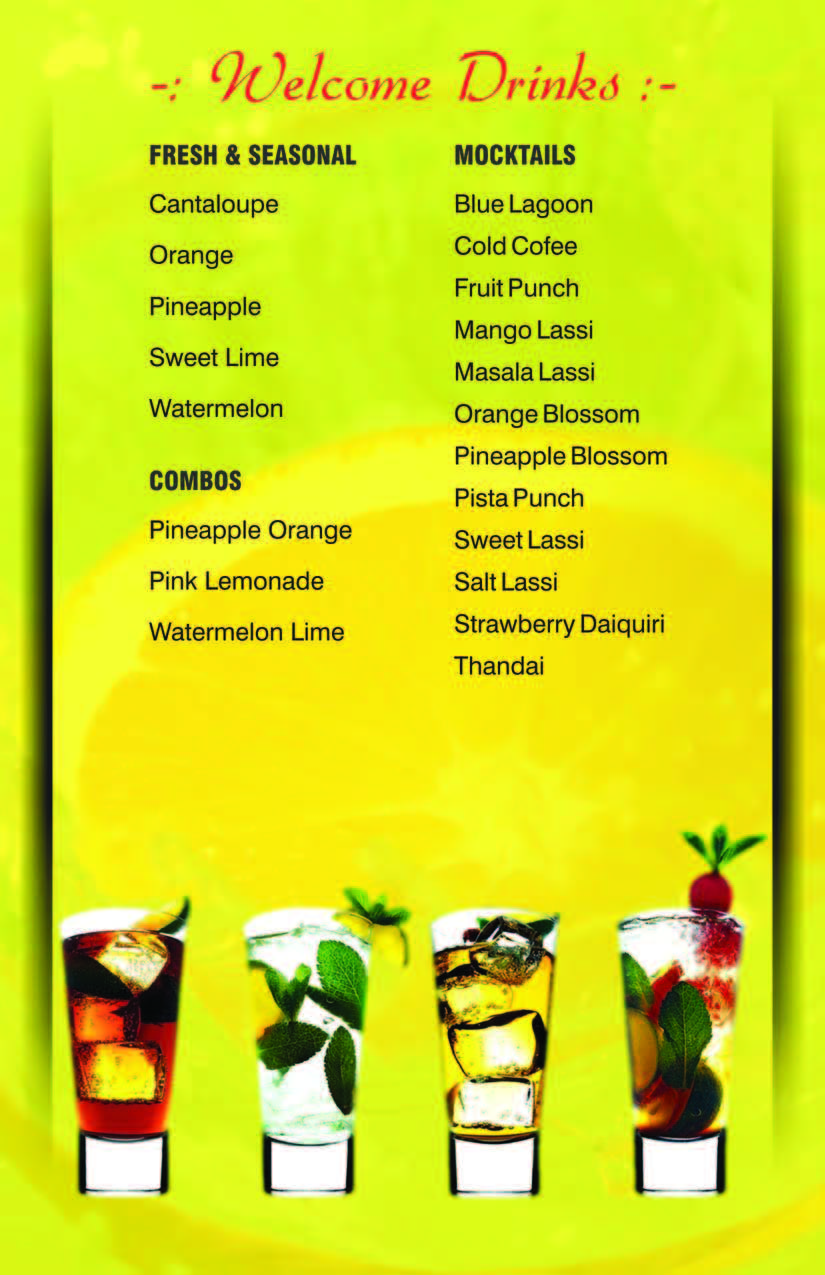 -: Welcome Drinks :-
FRESH & SEASONAL
Cantaloupe
Orange
Pineapple
Sweet Lime
Watermelon
COMBOS
Pineapple Orange
Pink Lemonade
Watermelon Lime
MOCKTAILS
Blue Lagoon
Cold Cofee
Fruit Punch
Mango Lassi
Masala Lassi
Orange Blossom
Pineapple Blossom
Pista Punch
Sweet Lassi
Salt Lassi
Strawberry Daiquiri
Thandai